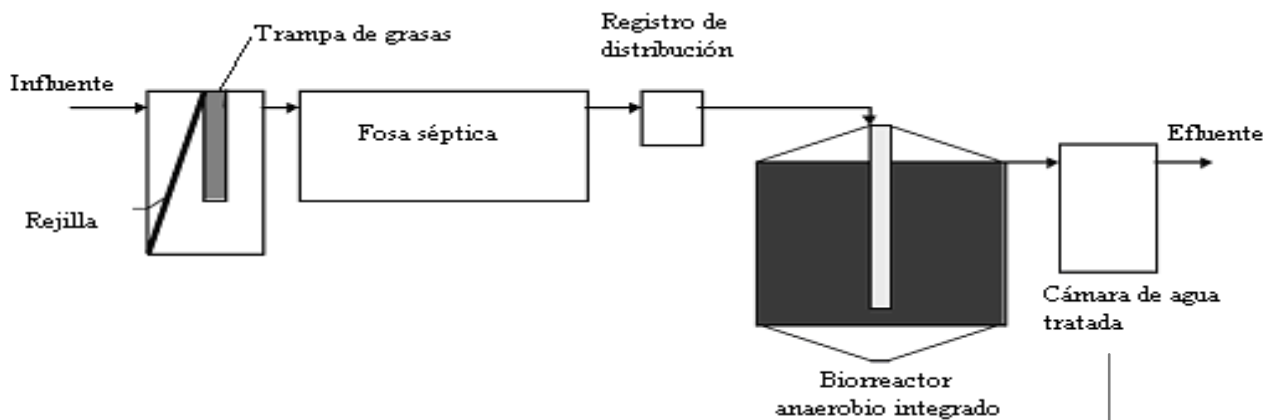 Registro de
distribución
Trampa de grasas
Influente
Fosa séptica
Efluente
Rejilla
Cámara de agua
tratada
Biorreactor
anaerobio integrado